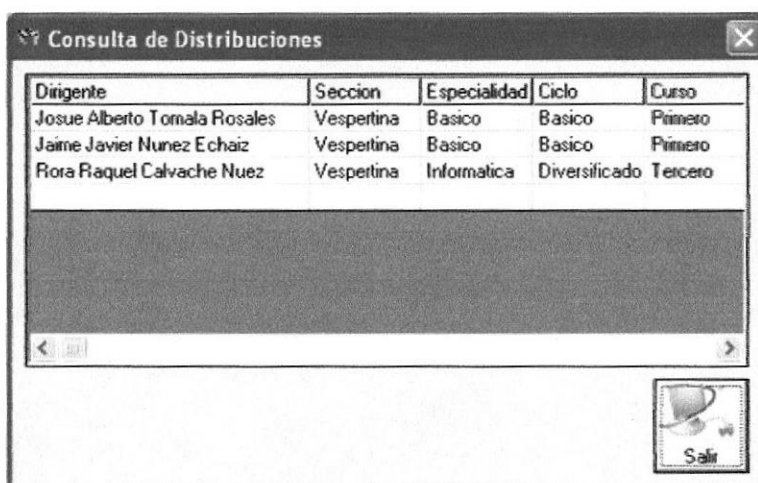 Consulta de Distribuciones
Dirigente Seccion Especialidad Ciclo Curso
Josue Alberto Tomala Rosales Vespertina Basico Basico Primero
Jaime Javier Nunez Echaiz Vespertina Basico Basico Primero
Rora Raquel Calvache Nuez Vespertina Informatica Diversificado Tercero
Salir